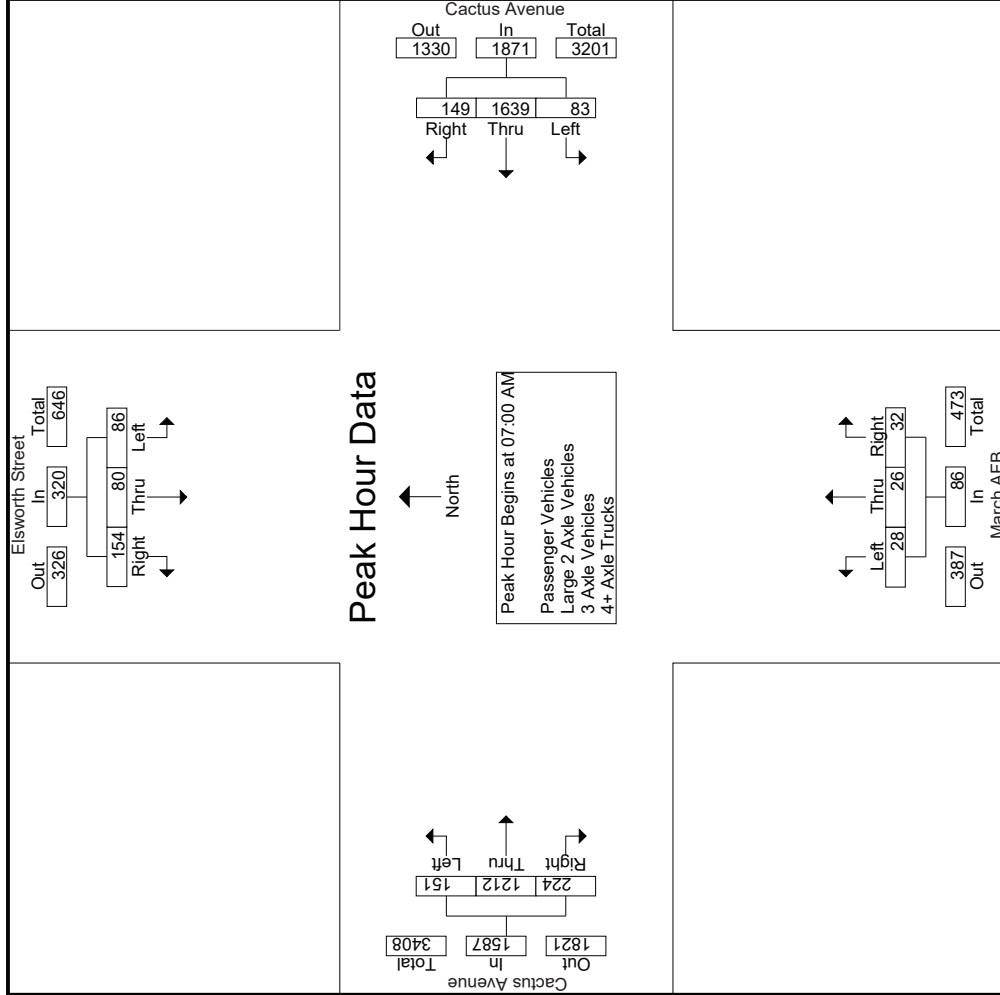 Cactus Avenue
Out In Total
1330 1871 3201
149 1639 83
Right Thru Left
Elsworth Street
Out In Total
326 320 646
154 80 86
Right Thru Left
Peak Hour Data
North
Peak Hour Begins at 07:00 AM
Passenger Vehicles
Large 2 Axle Vehicles
3 Axle Vehicles
4+ Axle Trucks
Left Thru Right
28 26 32
387 86 473
Out In Total
March AFB
Left Thru Right
151 1212 224
3408 1587 1821
Total In Out
Cactus Avenue